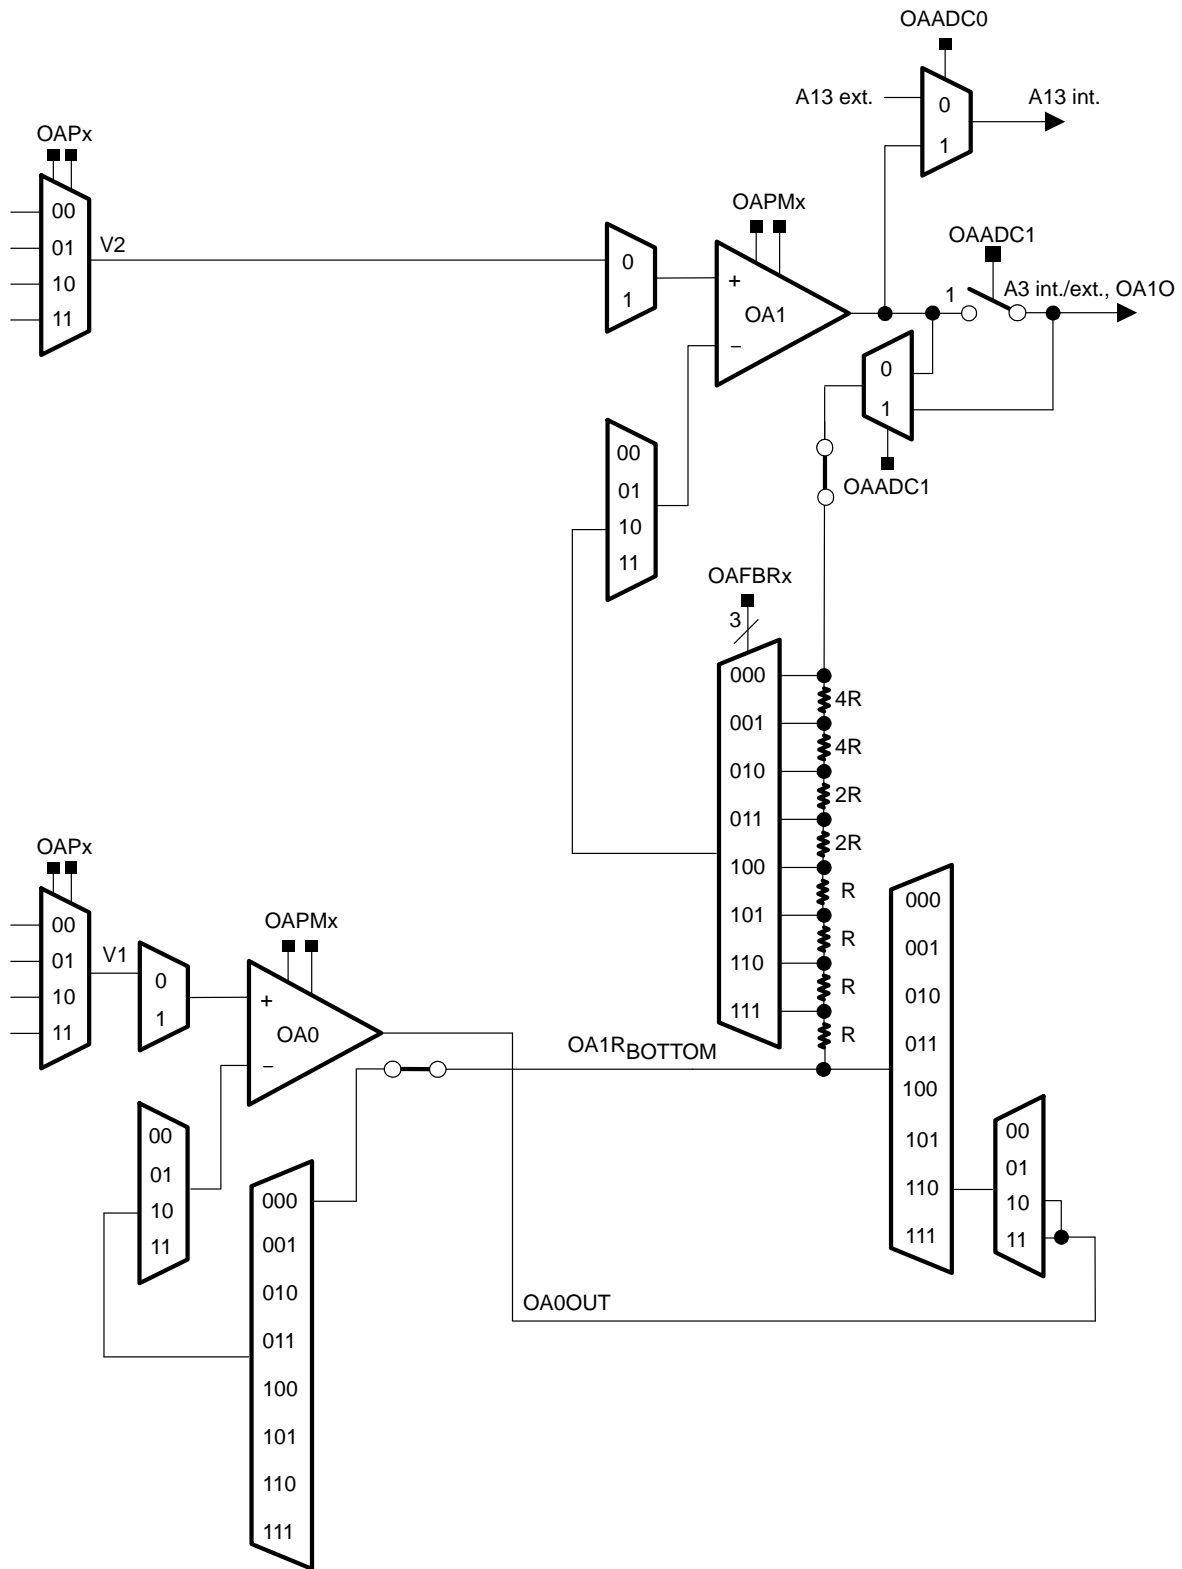 OAADC0
A13 ext.
0
1
A13 int.
OAPx
00
01
10
11
V2
0
1
OAPMx
+
OA1
−
OAADC1
1
A3 int./ext., OA1O
0
1
OAADC1
00
01
10
11
OAFBRx
3
000
001
010
011
100
101
110
111
4R
4R
2R
2R
R
R
R
R
OAPx
00
01
10
11
V1
0
1
OAPMx
+
OA0
−
OA1RBOTTOM
000
001
010
011
100
101
110
111
00
01
10
11
00
01
10
11
000
001
010
011
100
101
110
111
OA0OUT